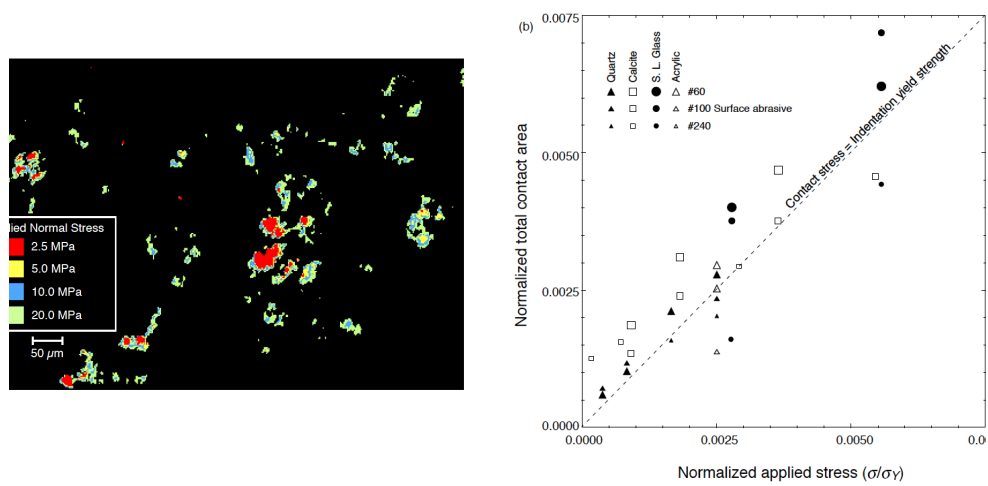 lied Normal Stress
2.5 MPa
5.0 MPa
10.0 MPa
20.0 MPa
50 µm
(b)
0.0075
0.0050
0.0025
0.0000
Normalized total contact area
Quartz
Calcite
S. L. Glass
Acrylic
#60
#100 Surface abrasive
#240
Contact stress = Indentation yield strength
0.0000
0.0025
0.0050
0.0
Normalized applied stress (σ/σY)